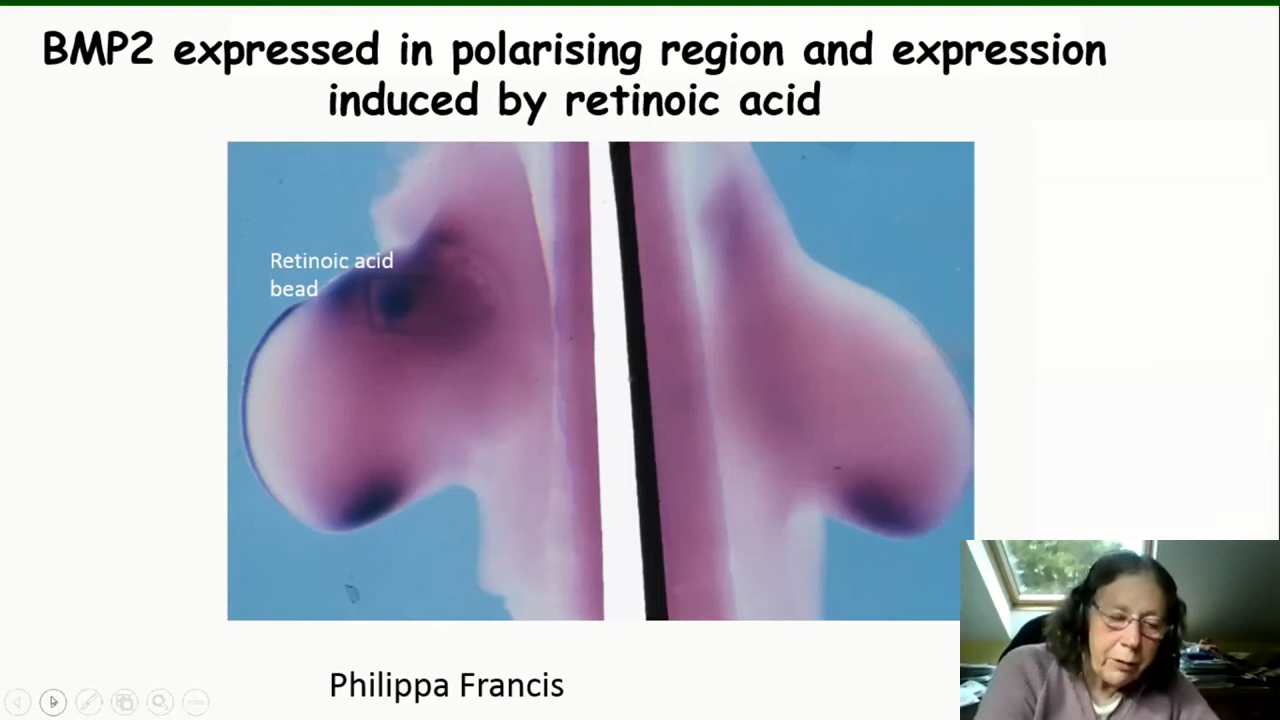 BMP2 expressed in polarising region and expression
induced by retinoic acid
Retinoic acid
bead
Philippa Francis